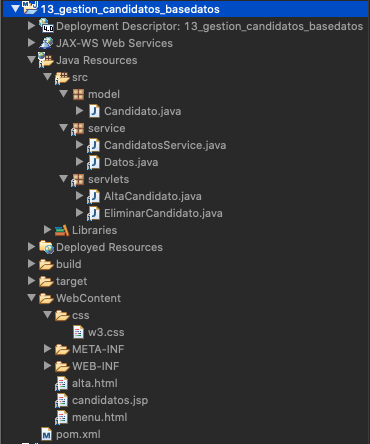 13_gestion_candidatos_basedatos
Deployment Descriptor: 13_gestion_candidatos_basedatos
JAX-WS Web Services
Java Resources
src
model
Candidato.java
service
CandidatosService.java
Datos.java
servlets
AltaCandidato.java
EliminarCandidato.java
Libraries
Deployed Resources
build
target
WebContent
css
w3.css
META-INF
WEB-INF
alta.html
candidatos.jsp
menu.html
pom.xml